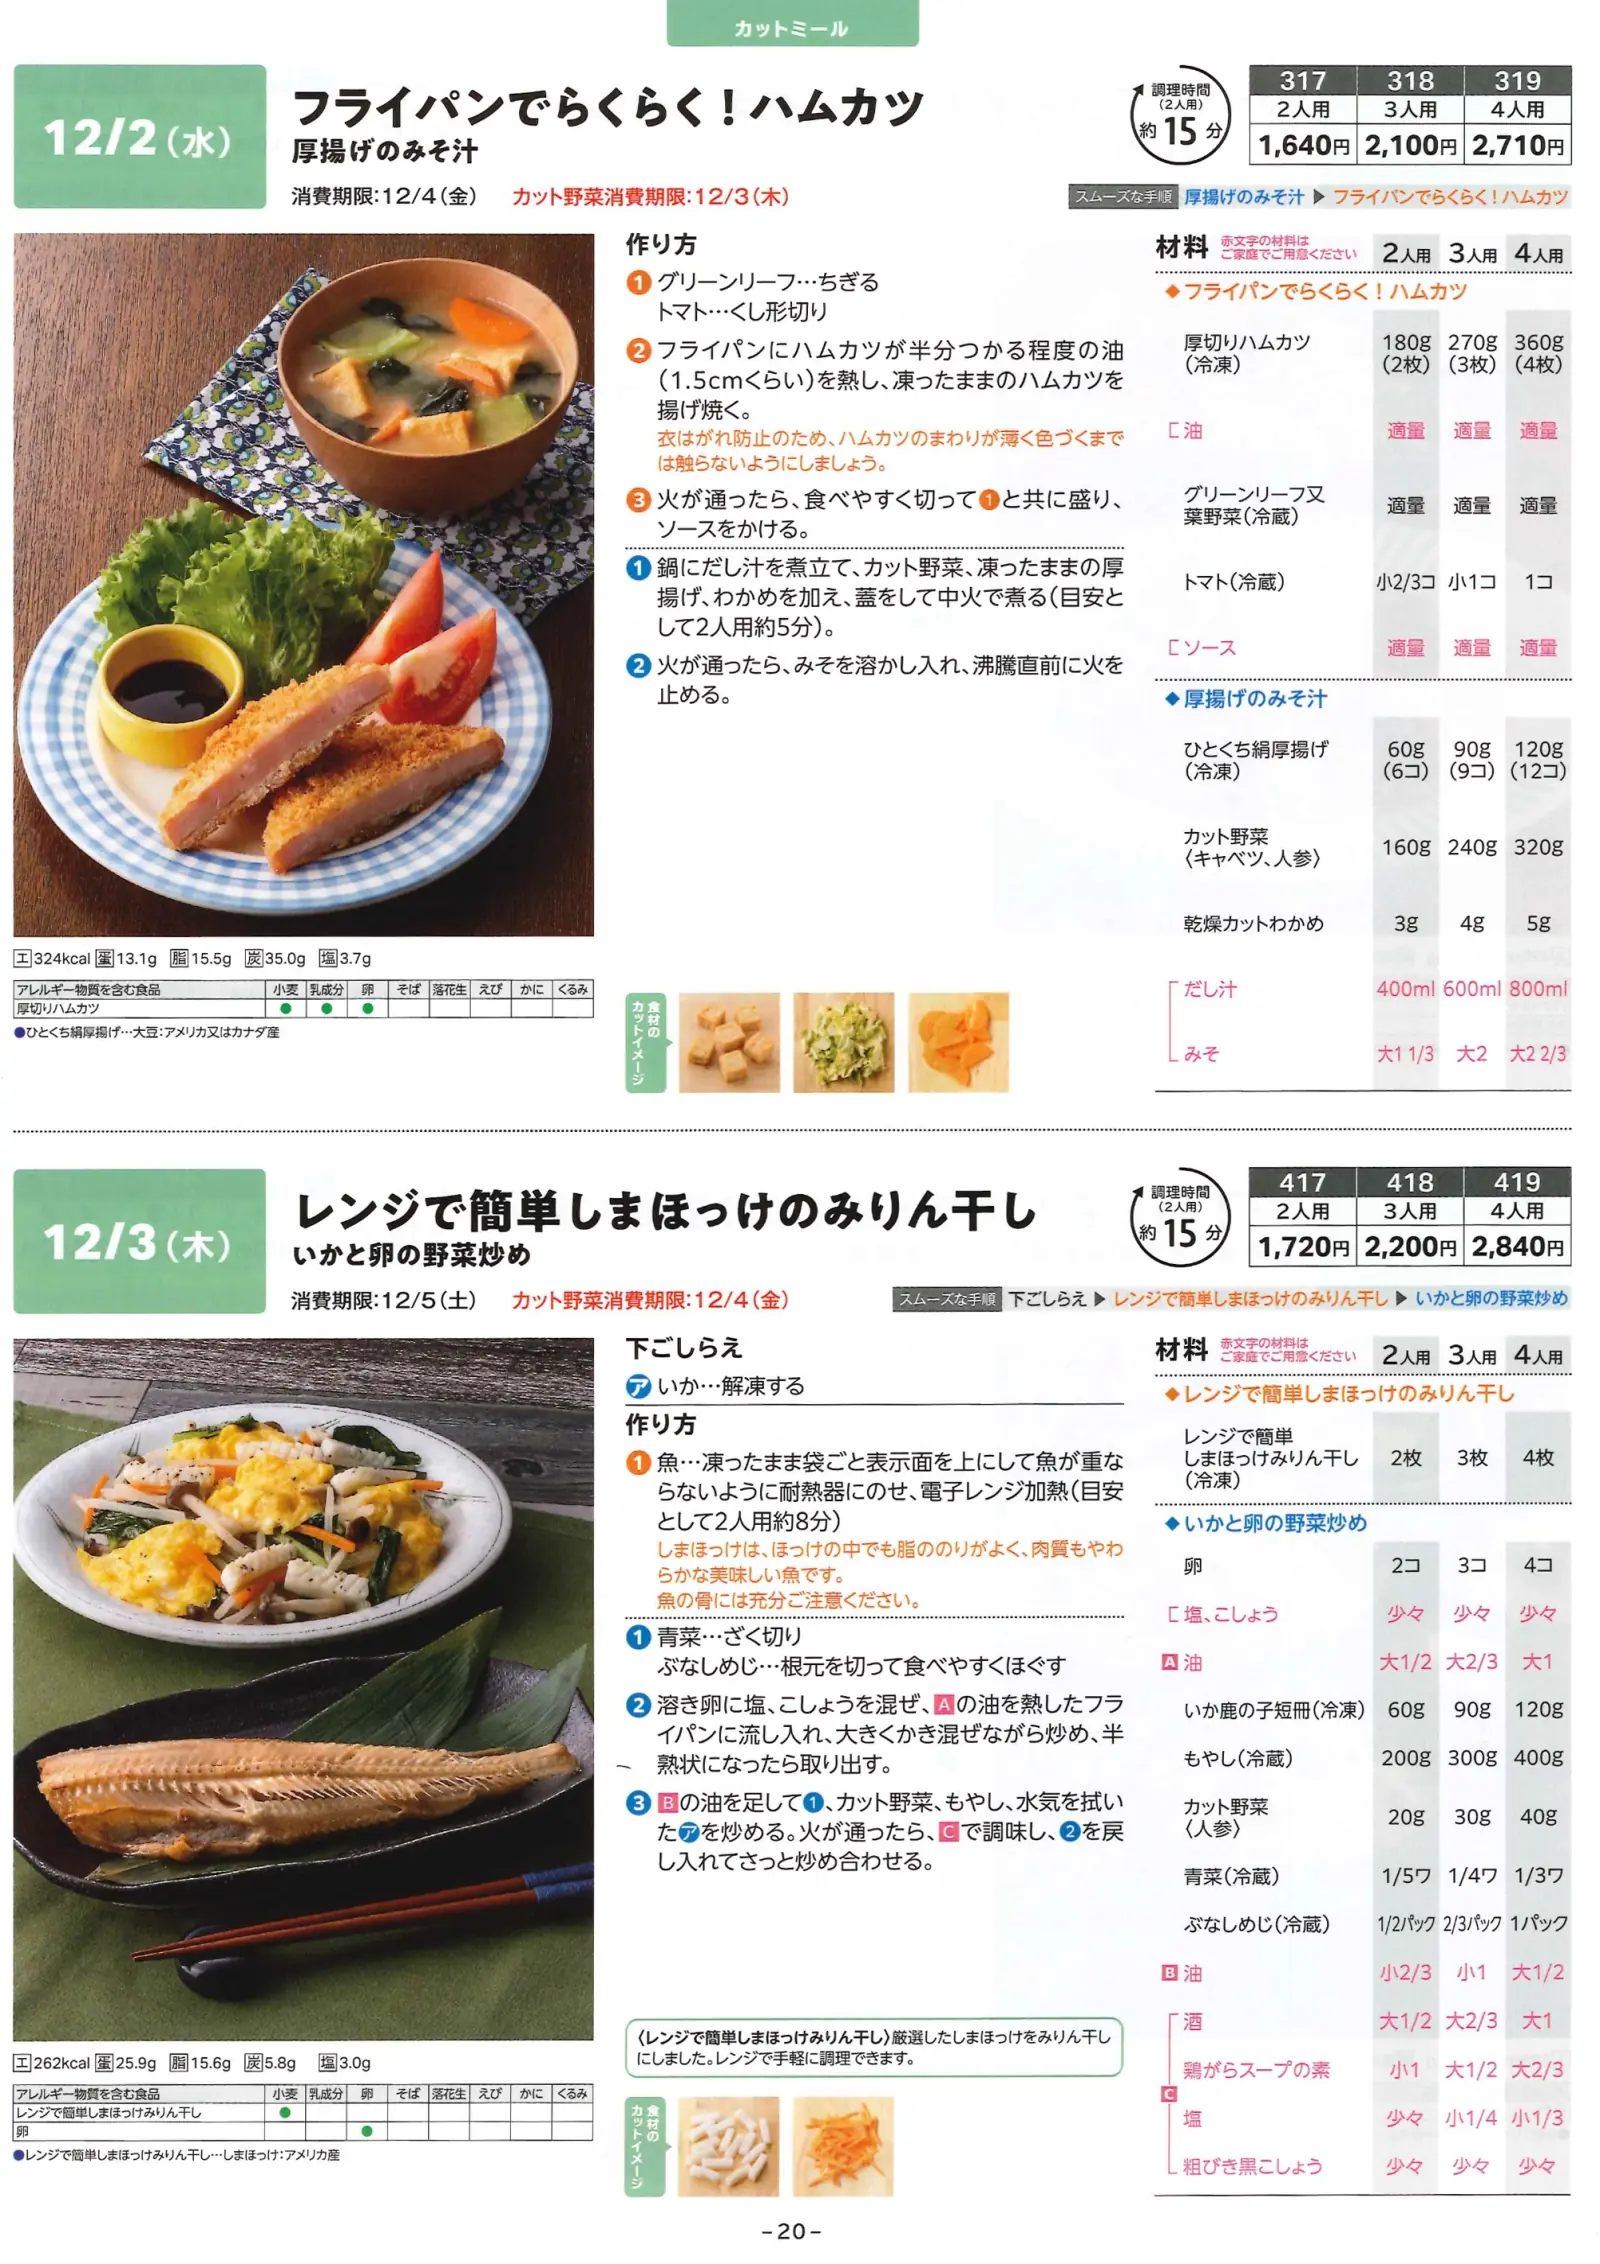 カットミール
12/2(水)
フライパンでらくらく!ハムカツ
厚揚げのみそ汁
消費期限:12/4(金) カット野菜消費期限:12/3(木)
調理時間
(2人用)
約15分
317 318 319
2人用 3人用 4人用
1,640円 2,100円 2,710円
スムーズな手順 厚揚げのみそ汁▶フライパンでらくらく!ハムカツ
作り方
❶グリーンリーフ…ちぎる
トマト…くし形切り
❷フライパンにハムカツが半分つかる程度の油
(1.5cmくらい)を熱し、凍ったままのハムカツを
揚げ焼く。
衣はがれ防止のため、ハムカツのまわりが薄く色づくまで
は触らないようにしましょう。
❸火が通ったら、食べやすく切って❶と共に盛り、
ソースをかける。
❶鍋にだし汁を煮立て、カット野菜、凍ったままの厚
揚げ、わかめを加え、蓋をして中火で煮る(目安と
して2人用約5分)。
❷火が通ったら、みそを溶かし入れ、沸騰直前に火を
止める。
材料 赤文字の材料は
ご家庭でご用意ください 2人用 3人用 4人用
◆フライパンでらくらく!ハムカツ
厚切りハムカツ 180g 270g 360g
(冷凍) (2枚) (3枚) (4枚)
油 適量 適量 適量
グリーンリーフ又
葉野菜(冷蔵) 適量 適量 適量
トマト(冷蔵) 小2/3コ 小1コ 1コ
ソース 適量 適量 適量
◆厚揚げのみそ汁
ひとくち絹厚揚げ 60g 90g 120g
(冷凍) (6コ) (9コ) (12コ)
カット野菜
〈キャベツ、人参〉 160g 240g 320g
乾燥カットわかめ 3g 4g 5g
だし汁 400ml 600ml 800ml
みそ 大1 1/3 大2 大2 2/3
エ324kcal 蛋13.1g 脂15.5g 炭35.0g 塩3.7g
アレルギー物質を含む食品 小麦 乳成分 卵 そば 落花生 えび かに くるみ
厚切りハムカツ ● ● ●
●ひとくち絹厚揚げ…大豆:アメリカ又はカナダ産
食材の
カットイメージ
12/3(木)
レンジで簡単しまほっけのみりん干し
いかと卵の野菜炒め
消費期限:12/5(土) カット野菜消費期限:12/4(金)
調理時間
(2人用)
約15分
417 418 419
2人用 3人用 4人用
1,720円 2,200円 2,840円
スムーズな手順 下ごしらえ▶レンジで簡単しまほっけのみりん干し▶いかと卵の野菜炒め
下ごしらえ
アいか…解凍する
作り方
❶魚…凍ったまま袋ごと表示面を上にして魚が重な
らないように耐熱器にのせ、電子レンジ加熱(目安
として2人用約8分)
しまほっけは、ほっけの中でも脂ののりがよく、肉質もやわ
らかな美味しい魚です。
魚の骨には充分ご注意ください。
❶青菜…ざく切り
ぶなしめじ…根元を切って食べやすくほぐす
❷溶き卵に塩、こしょうを混ぜ、Aの油を熱したフラ
イパンに流し入れ、大きくかき混ぜながら炒め、半
熟状になったら取り出す。
❸Bの油を足して❶、カット野菜、もやし、水気を拭い
たアを炒める。火が通ったら、Cで調味し、❷を戻
し入れてさっと炒め合わせる。
材料 赤文字の材料は
ご家庭でご用意ください 2人用 3人用 4人用
◆レンジで簡単しまほっけのみりん干し
レンジで簡単
しまほっけみりん干し 2枚 3枚 4枚
(冷凍)
◆いかと卵の野菜炒め
卵 2コ 3コ 4コ
塩、こしょう 少々 少々 少々
A 油 大1/2 大2/3 大1
いか鹿の子短冊(冷凍) 60g 90g 120g
もやし(冷蔵) 200g 300g 400g
カット野菜
〈人参〉 20g 30g 40g
青菜(冷蔵) 1/5ワ 1/4ワ 1/3ワ
ぶなしめじ(冷蔵) 1/2パック 2/3パック 1パック
B 油 小2/3 小1 大1/2
酒 大1/2 大2/3 大1
鶏がらスープの素 小1 大1/2 大2/3
C
塩 少々 小1/4 小1/3
粗びき黒こしょう 少々 少々 少々
エ262kcal 蛋25.9g 脂15.6g 炭5.8g 塩3.0g
アレルギー物質を含む食品 小麦 乳成分 卵 そば 落花生 えび かに くるみ
レンジで簡単しまほっけみりん干し ●
卵 ●
●レンジで簡単しまほっけみりん干し…しまほっけ:アメリカ産
〈レンジで簡単しまほっけみりん干し〉厳選したしまほっけをみりん干し
にしました。レンジで手軽に調理できます。
食材の
カットイメージ
-20-